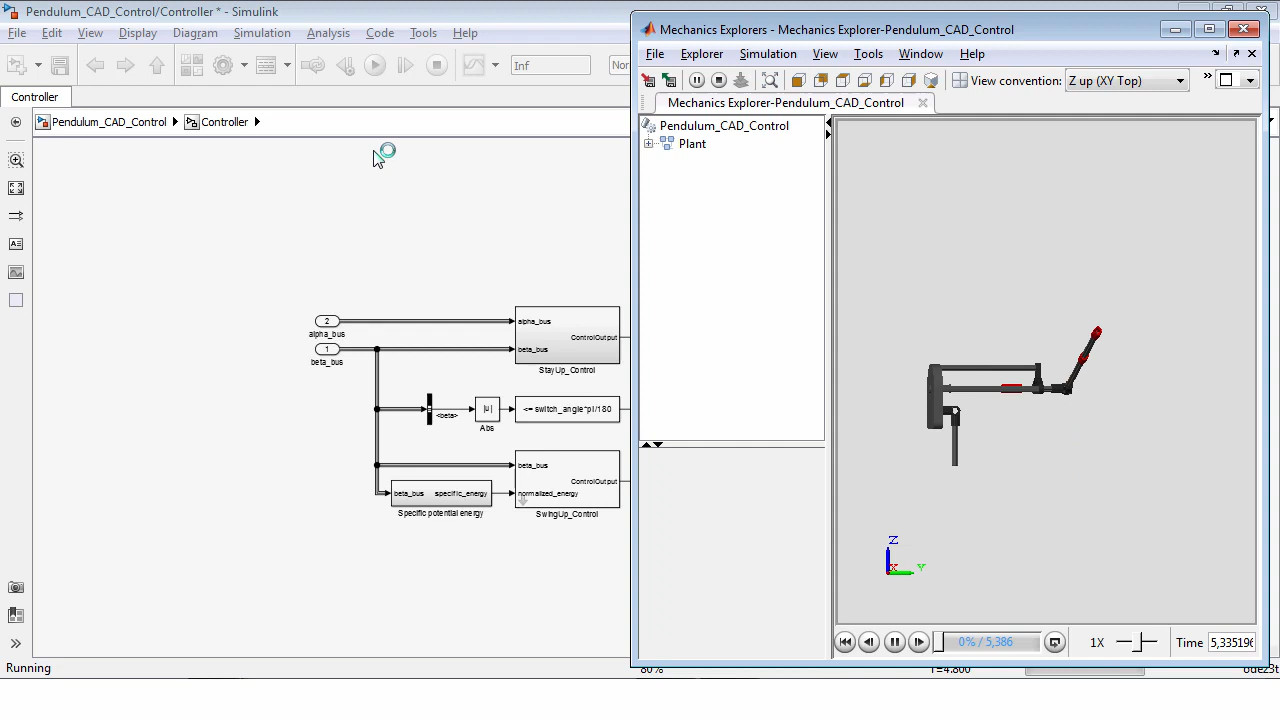 Pendulum_CAD_Control/Controller * - Simulink
File Edit View Display Diagram Simulation Analysis Code Tools Help
Inf
Nor
Controller
Pendulum_CAD_Control Controller
2
alpha_bus
1
beta_bus
alpha_bus
ControlOutput
beta_bus
StayUp_Control
<beta>
|u|
Abs
<= switch_angle*pi/180
beta_bus
ControlOutput
normalized_energy
SwingUp_Control
beta_bus specific_energy
Specific potential energy
Running
80%
T=4.800
ode23t
Mechanics Explorers - Mechanics Explorer-Pendulum_CAD_Control
File Explorer Simulation View Tools Window Help
View convention: Z up (XY Top)
Mechanics Explorer-Pendulum_CAD_Control
Pendulum_CAD_Control
Plant
Z
X
Y
0% / 5,386
1X
Time 5,335196